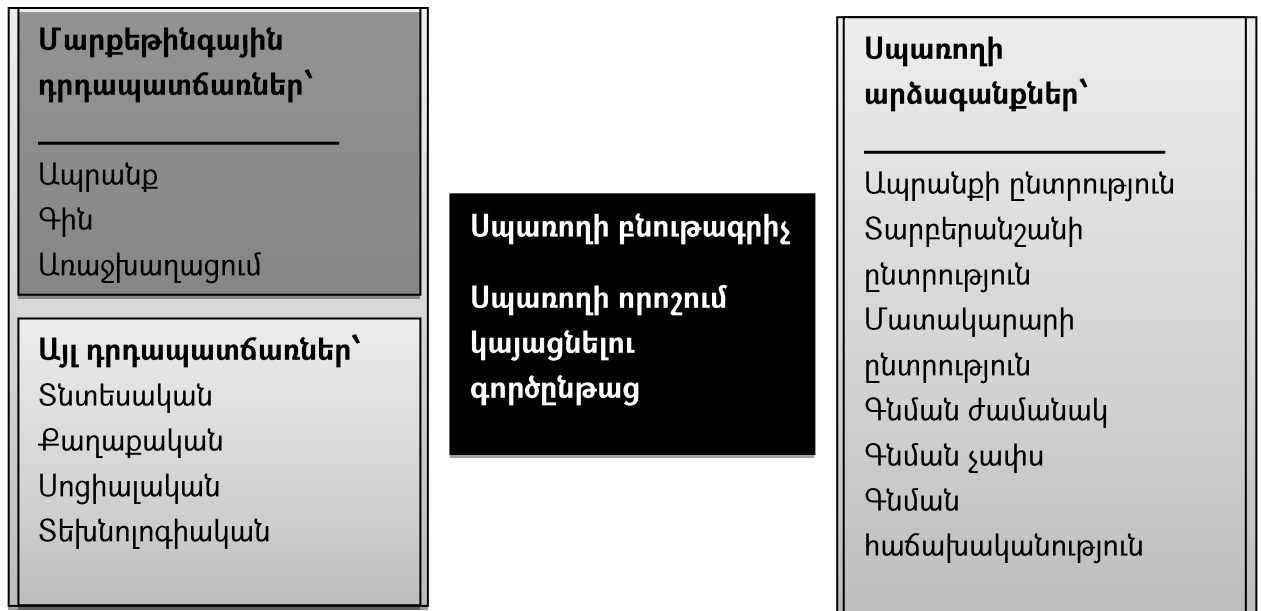 Մարքեթինգային
դրդապատճառներ՝
Ապրանք
Գին
Առաջխաղացում
Այլ դրդապատճառներ՝
Տնտեսական
Քաղաքական
Սոցիալական
Տեխնոլոգիական
Սպառողի բնութագրիչ
Սպառողի որոշում
կայացնելու
գործընթաց
Սպառողի
արձագանքներ՝
Ապրանքի ընտրություն
Տարբերանշանի
ընտրություն
Մատակարարի
ընտրություն
Գնման ժամանակ
Գնման չափս
Գնման
հաճախականություն